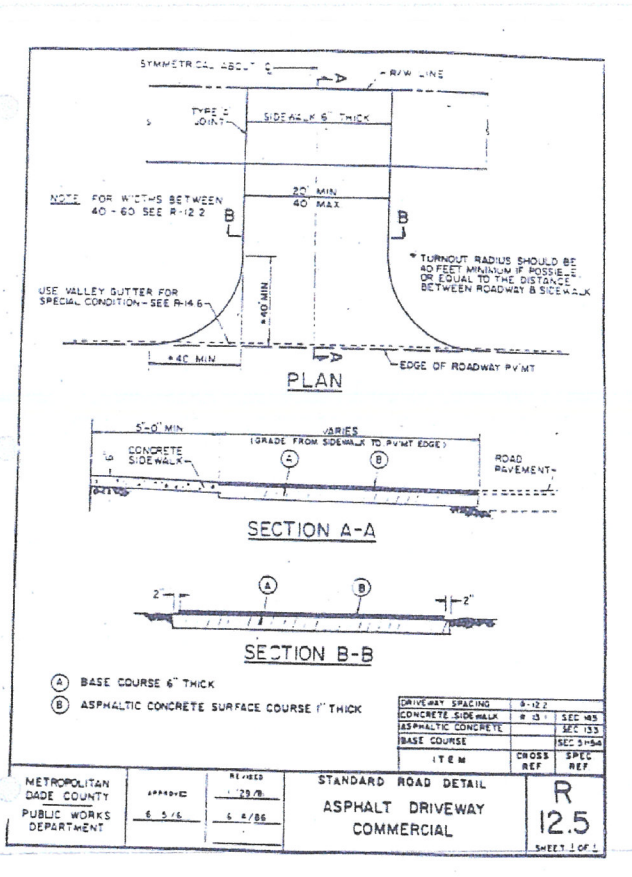 SYMMETRICAL ABOUT ℄
A
R/W LINE
TYPE
JOINT
SIDEWALK 6" THICK
NOTE FOR WIDTHS BETWEEN
40 - 60 SEE R-12.2
20' MIN
40' MAX
B
B
* TURNOUT RADIUS SHOULD BE
40 FEET MINIMUM IF POSSIBLE,
OR EQUAL TO THE DISTANCE
BETWEEN ROADWAY & SIDEWALK
USE VALLEY GUTTER FOR
SPECIAL CONDITION - SEE R-14.6
*40' MIN
*40' MIN
A
EDGE OF ROADWAY PV'MT
PLAN
5'-0" MIN
VARIES
(GRADE FROM SIDEWALK TO PV'MT EDGE)
CONCRETE
SIDEWALK
6"
A
B
ROAD
PAVEMENT
SECTION A-A
2"
A
B
2"
SECTION B-B
A BASE COURSE 6" THICK
B ASPHALTIC CONCRETE SURFACE COURSE 1" THICK
DRIVEWAY SPACING R-12.2
CONCRETE SIDEWALK R 13.1 SEC 145
ASPHALTIC CONCRETE SEC 133
BASE COURSE
ITEM CROSS REF SPEC REF
METROPOLITAN
DADE COUNTY
PUBLIC WORKS
DEPARTMENT
APPROVED
REVISED
6/4/86
STANDARD ROAD DETAIL
ASPHALT DRIVEWAY
COMMERCIAL
R
12.5
SHEET 1 OF 1